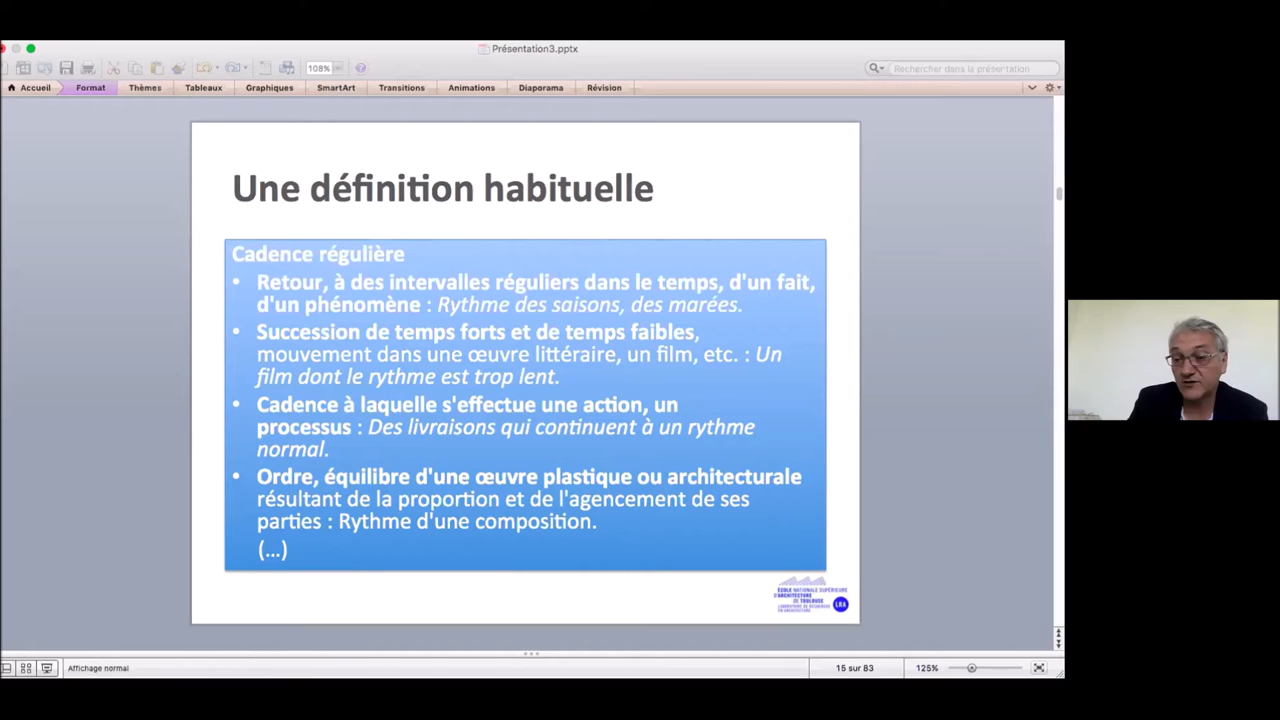 Présentation3.pptx
108%
Rechercher dans la présentation
Accueil Format Thèmes Tableaux Graphiques SmartArt Transitions Animations Diaporama Révision
Une définition habituelle
Cadence régulière
• Retour, à des intervalles réguliers dans le temps, d'un fait,
d'un phénomène : Rythme des saisons, des marées.
• Succession de temps forts et de temps faibles,
mouvement dans une œuvre littéraire, un film, etc. : Un
film dont le rythme est trop lent.
• Cadence à laquelle s'effectue une action, un
processus : Des livraisons qui continuent à un rythme
normal.
• Ordre, équilibre d'une œuvre plastique ou architecturale
résultant de la proportion et de l'agencement de ses
parties : Rythme d'une composition.
(...)
ÉCOLE NATIONALE SUPÉRIEURE
D'ARCHITECTURE
DE TOULOUSE
LABORATOIRE DE RECHERCHE
EN ARCHITECTURE
LRA
Affichage normal
15 sur 83
125%